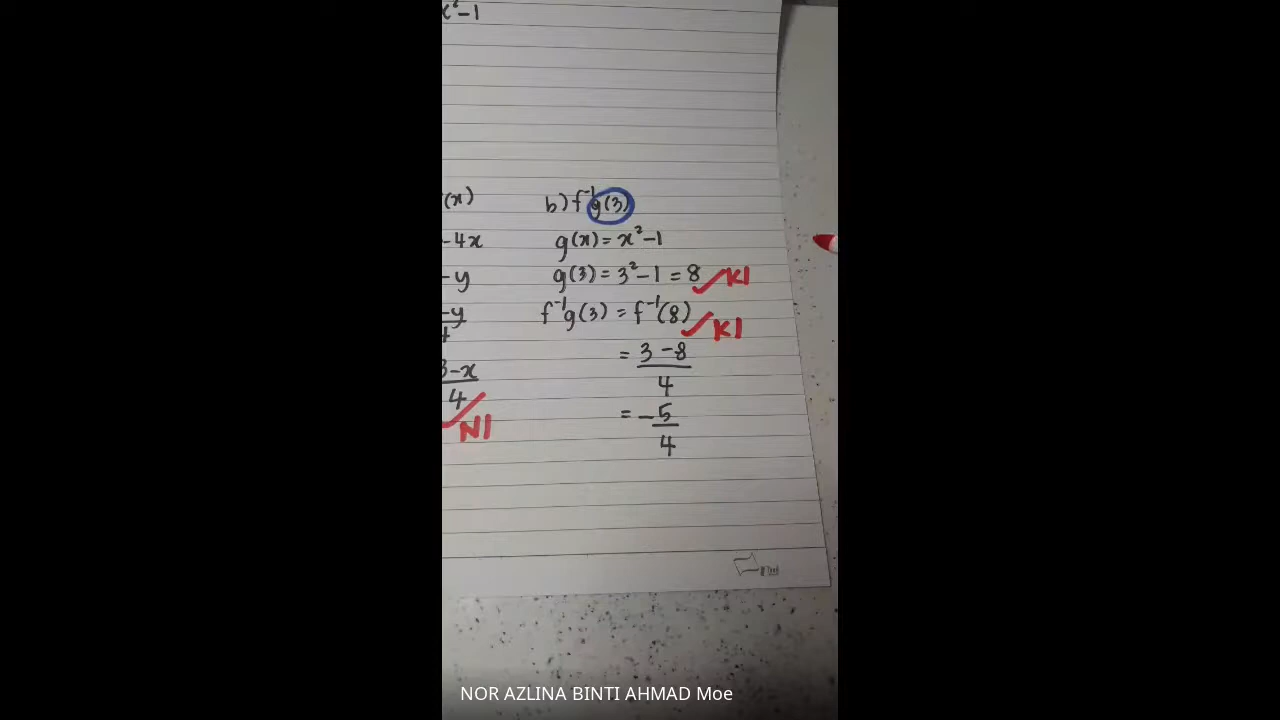 x²-1
(x)
-4x
-y
-y
4
3-x
4
N1
b) f⁻¹g(3)
g(x) = x²-1
g(3) = 3²-1 = 8 K1
f⁻¹g(3) = f⁻¹(8) K1
= 3-8
4
= -5
4
NOR AZLINA BINTI AHMAD Moe